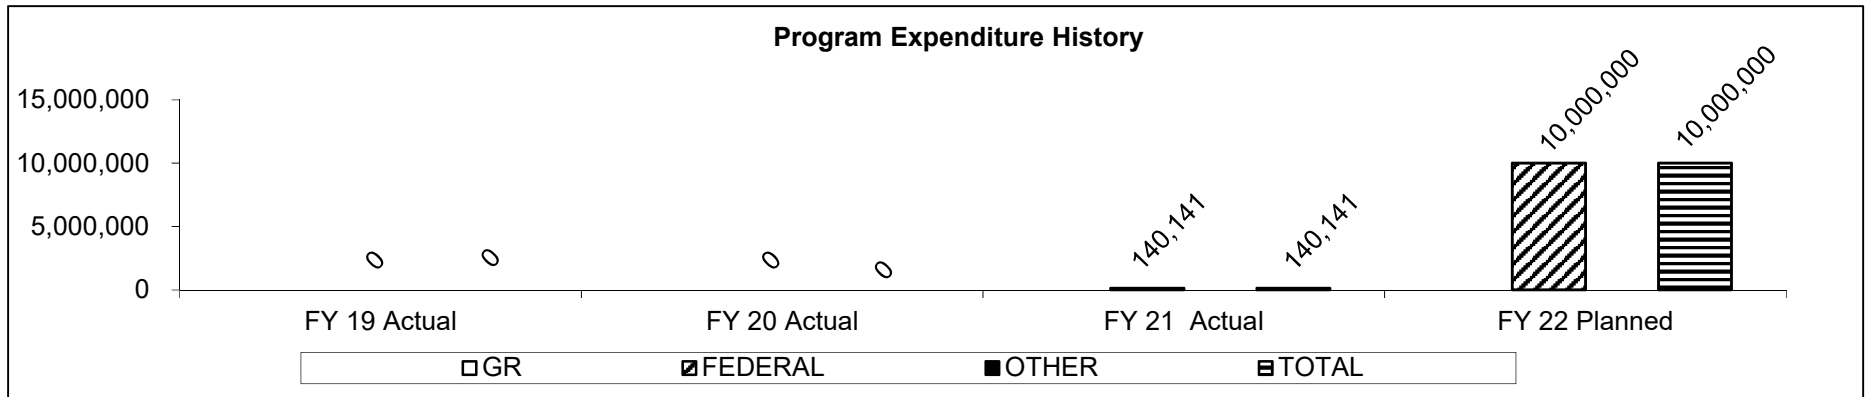 Program Expenditure History
15,000,000
10,000,000
5,000,000
0
0
0
0
0
140,141
140,141
10,000,000
10,000,000
FY 19 Actual
FY 20 Actual
FY 21 Actual
FY 22 Planned
GR
FEDERAL
OTHER
TOTAL